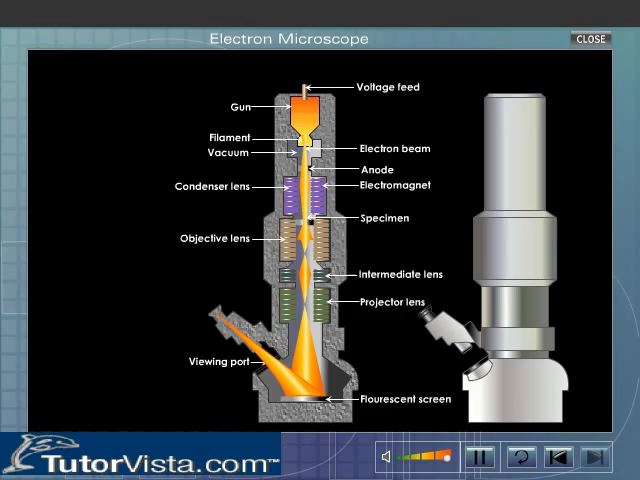 Electron Microscope
CLOSE
Voltage feed
Gun
Filament
Electron beam
Vacuum
Anode
Condenser lens
Electromagnet
Specimen
Objective lens
Intermediate lens
Projector lens
Viewing port
Flourescent screen
TutorVista.com™